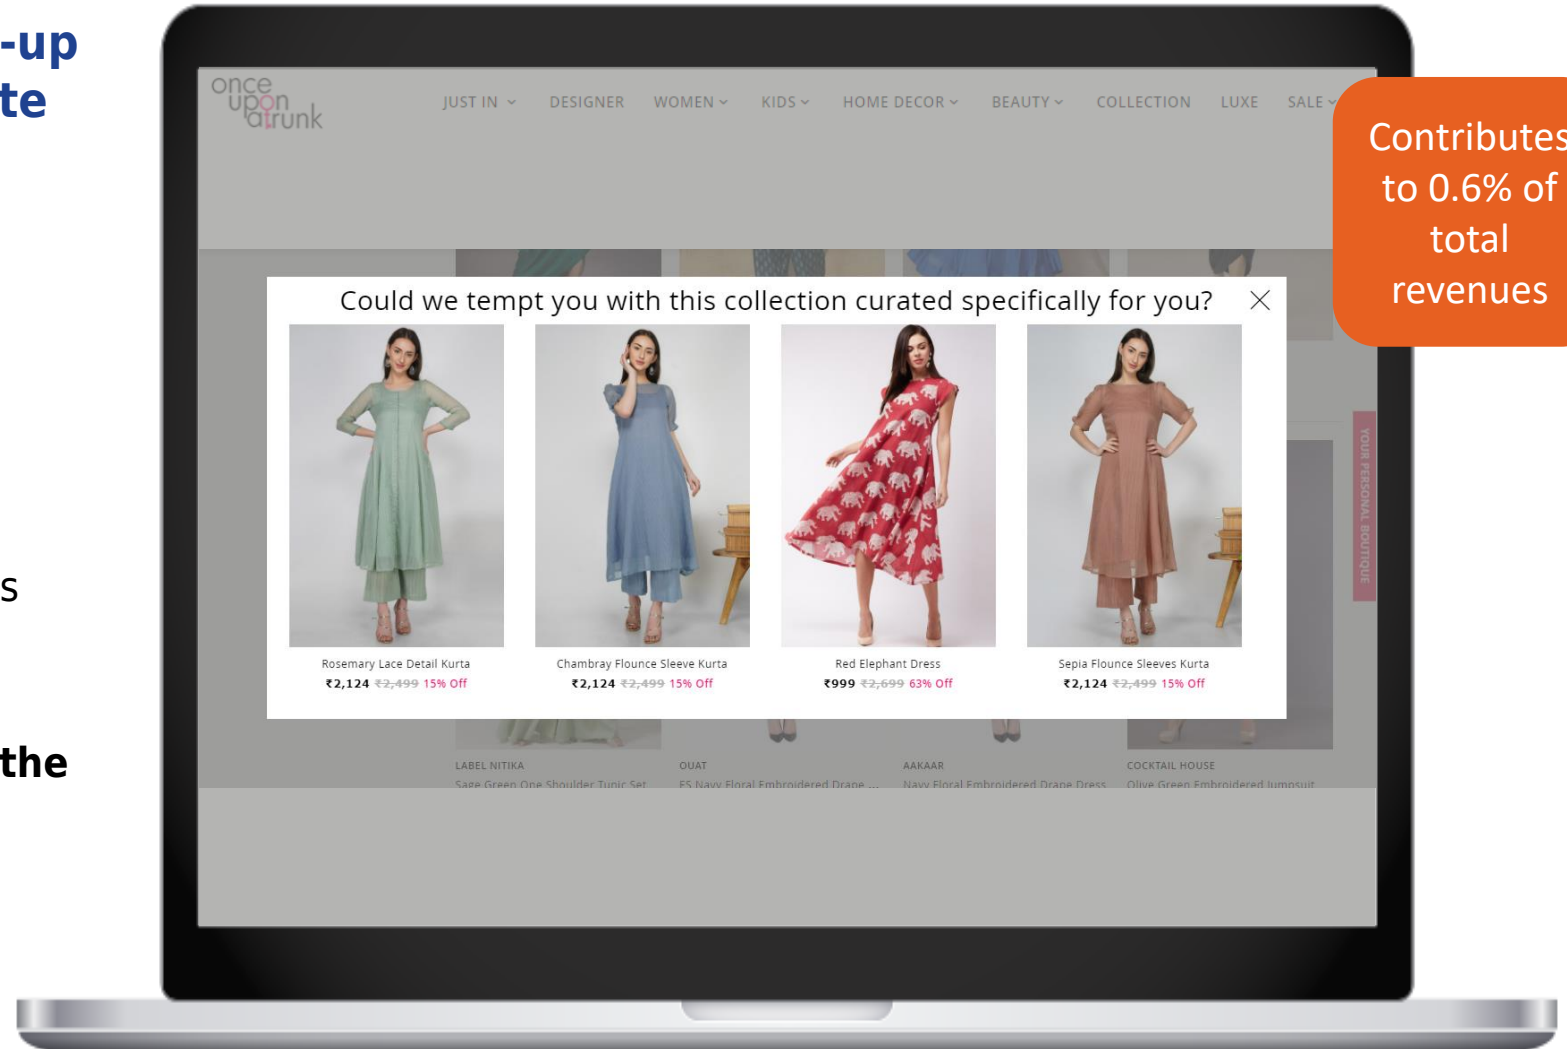 -up
te
s
the
once
upon
a trunk
JUST IN DESIGNER WOMEN KIDS HOME DECOR BEAUTY COLLECTION LUXE SALE
Contributes
to 0.6% of
total
revenues
Could we tempt you with this collection curated specifically for you?
Rosemary Lace Detail Kurta
₹2,124 ₹2,499 15% Off
Chambray Flounce Sleeve Kurta
₹2,124 ₹2,499 15% Off
Red Elephant Dress
₹999 ₹2,699 63% Off
Sepia Flounce Sleeves Kurta
₹2,124 ₹2,499 15% Off
YOUR PERSONAL BOUTIQUE
LABEL NITIKA
Sage Green One Shoulder Tunic Set
OUAT
FS Navy Floral Embroidered Drape ...
AAKAAR
Navy Floral Embroidered Drape Dress
COCKTAIL HOUSE
Olive Green Embroidered Jumpsuit